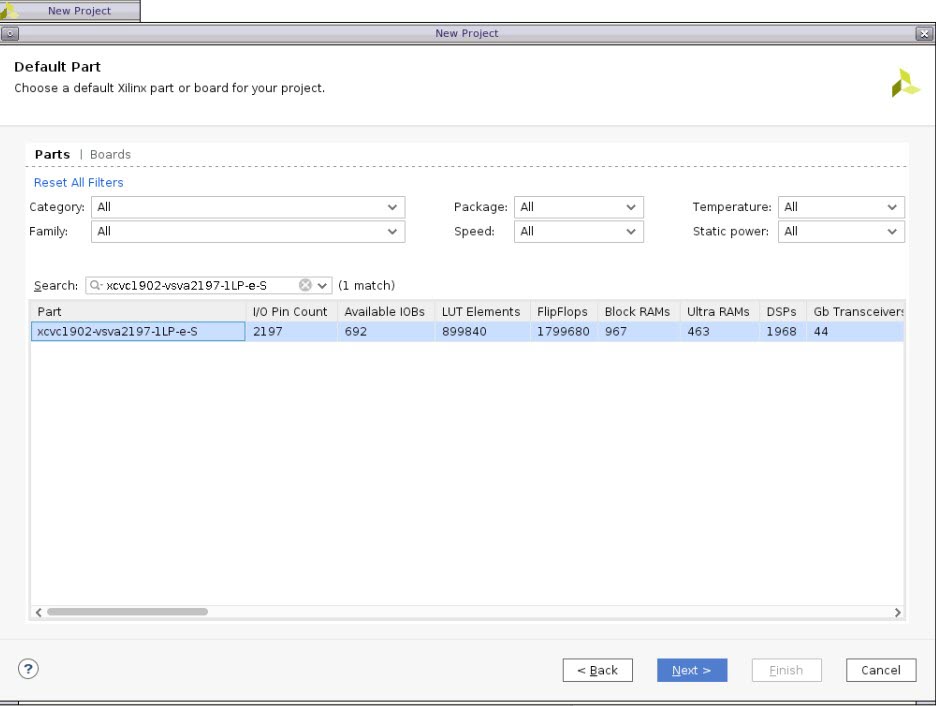 New Project
New Project
Default Part
Choose a default Xilinx part or board for your project.
Parts | Boards
Reset All Filters
Category: All Package: All Temperature: All
Family: All Speed: All Static power: All
Search: xcvc1902-vsva2197-1LP-e-S (1 match)
Part I/O Pin Count Available IOBs LUT Elements FlipFlops Block RAMs Ultra RAMs DSPs Gb Transceivers
xcvc1902-vsva2197-1LP-e-S 2197 692 899840 1799680 967 463 1968 44
? < Back Next > Finish Cancel